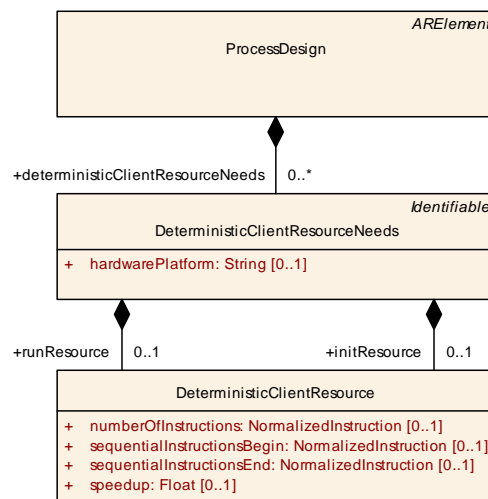 ARElement
ProcessDesign
+deterministicClientResourceNeeds 0..*
Identifiable
DeterministicClientResourceNeeds
+ hardwarePlatform: String [0..1]
+runResource 0..1 +initResource 0..1
DeterministicClientResource
+ numberOfInstructions: NormalizedInstruction [0..1]
+ sequentialInstructionsBegin: NormalizedInstruction [0..1]
+ sequentialInstructionsEnd: NormalizedInstruction [0..1]
+ speedup: Float [0..1]